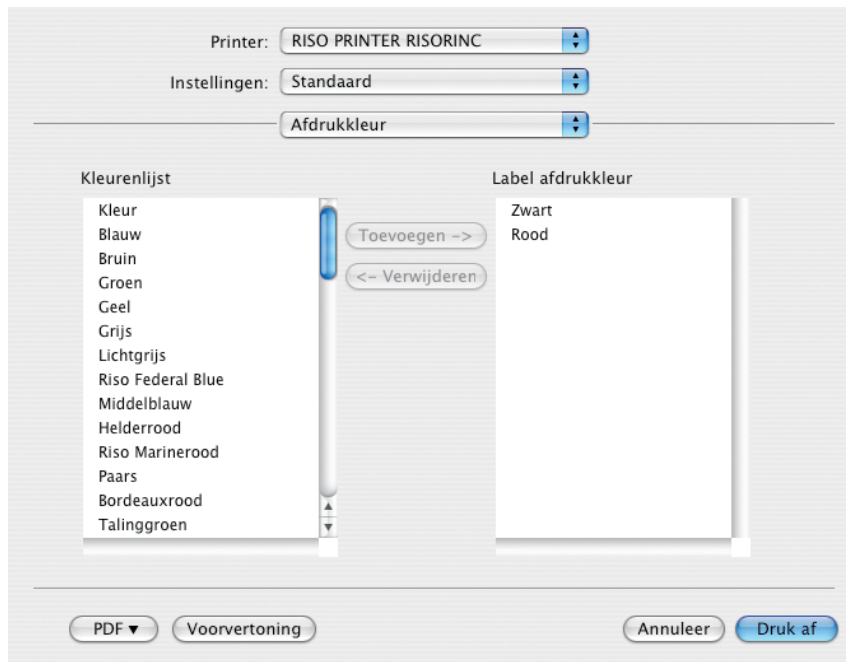 Printer: RISO PRINTER RISORINC
Instellingen: Standaard
Afdrukkleur
Kleurenlijst
Kleur
Blauw
Bruin
Groen
Geel
Grijs
Lichtgrijs
Riso Federal Blue
Middelblauw
Helderrood
Riso Marinerood
Paars
Bordeauxrood
Talinggroen
Toevoegen ->
<- Verwijderen
Label afdrukkleur
Zwart
Rood
PDF ▼ Voorvertoning Annuleer Druk af